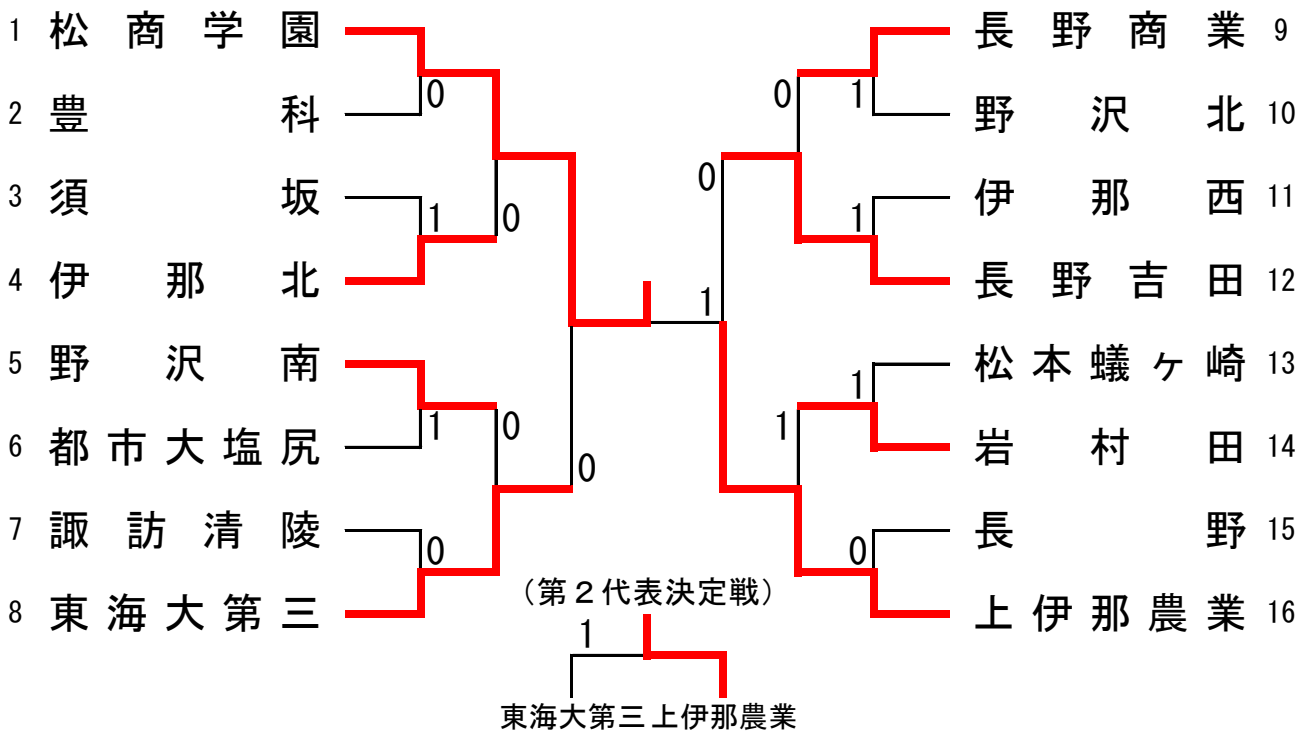 1 松商学園
0
2 豊科
3 須坂
1
0
4 伊那北
5 野沢南
1
0
6 都市大塩尻
0
7 諏訪清陵
0
8 東海大第三
長野商業 9
0
1
野沢北 10
0
伊那西 11
1
長野吉田 12
1
松本蟻ヶ崎 13
1
1
岩村田 14
長野 15
0
上伊那農業 16
(第2代表決定戦)
1
東海大第三 上伊那農業